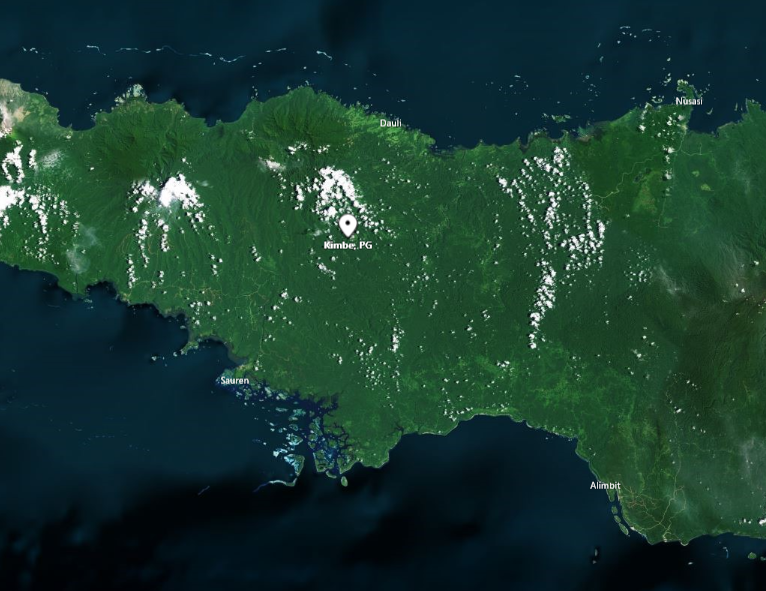 Nusasi
Dauli
Kimbe, PG
Sauren
Alimbit